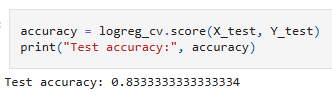 accuracy = logreg_cv.score(X_test, Y_test)
print("Test accuracy:", accuracy)
Test accuracy: 0.8333333333333334